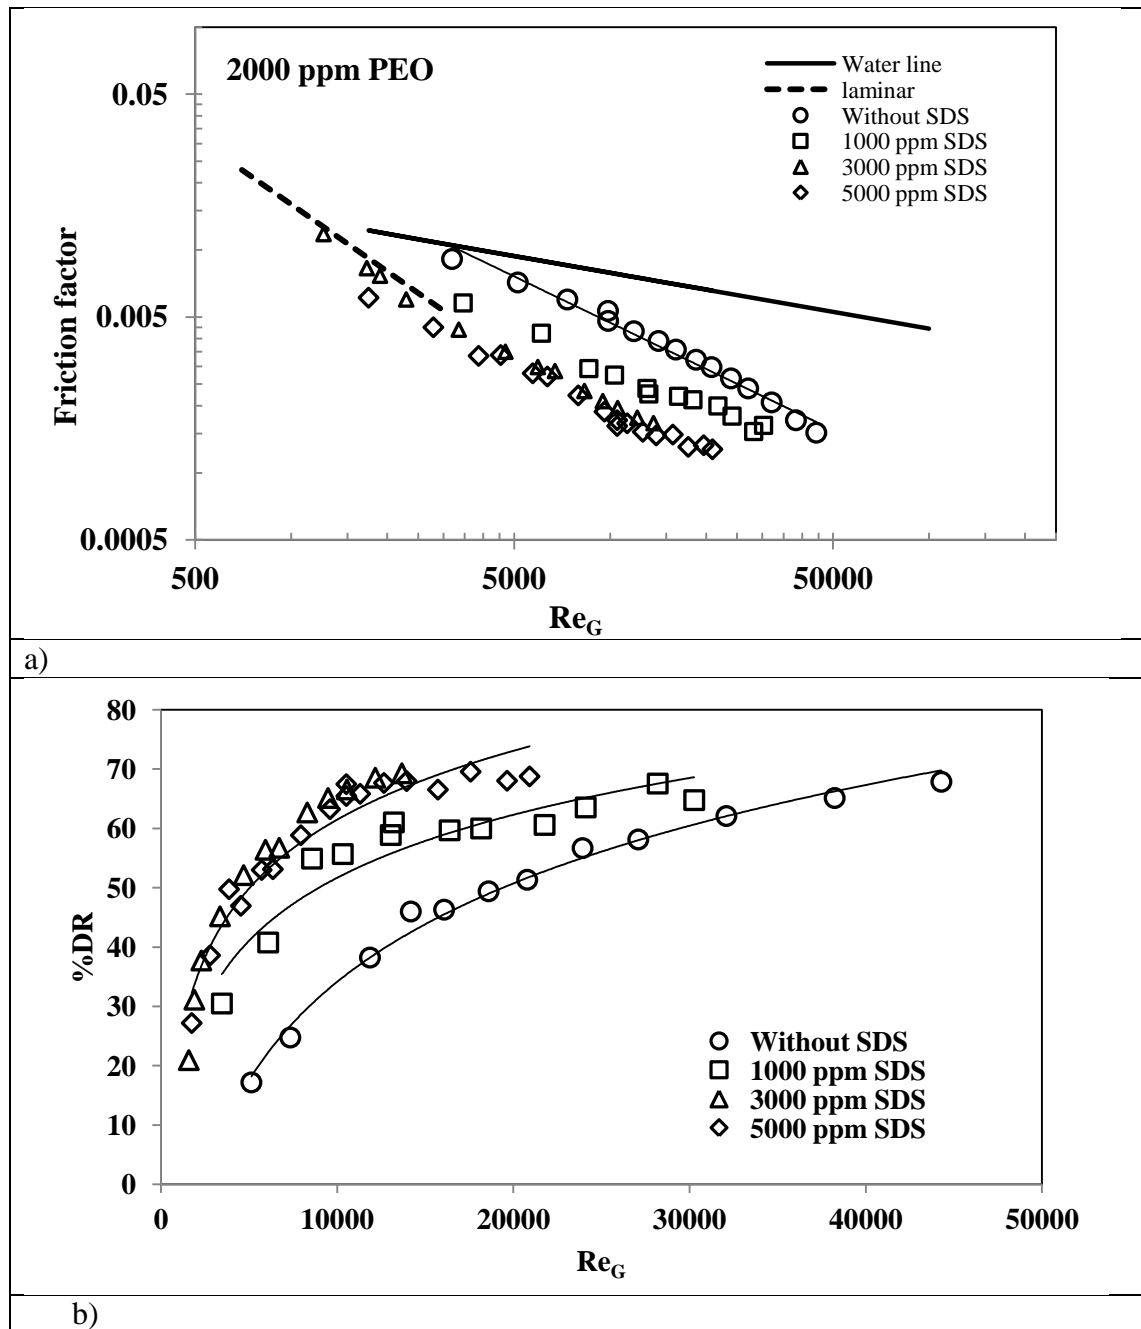 2000 ppm PEO
Water line
laminar
Without SDS
1000 ppm SDS
3000 ppm SDS
5000 ppm SDS
0.05
0.005
0.0005
Friction factor
500
5000
50000
Re_G
a)
80
70
60
50
40
30
20
10
0
%DR
Without SDS
1000 ppm SDS
3000 ppm SDS
5000 ppm SDS
0
10000
20000
30000
40000
50000
Re_G
b)